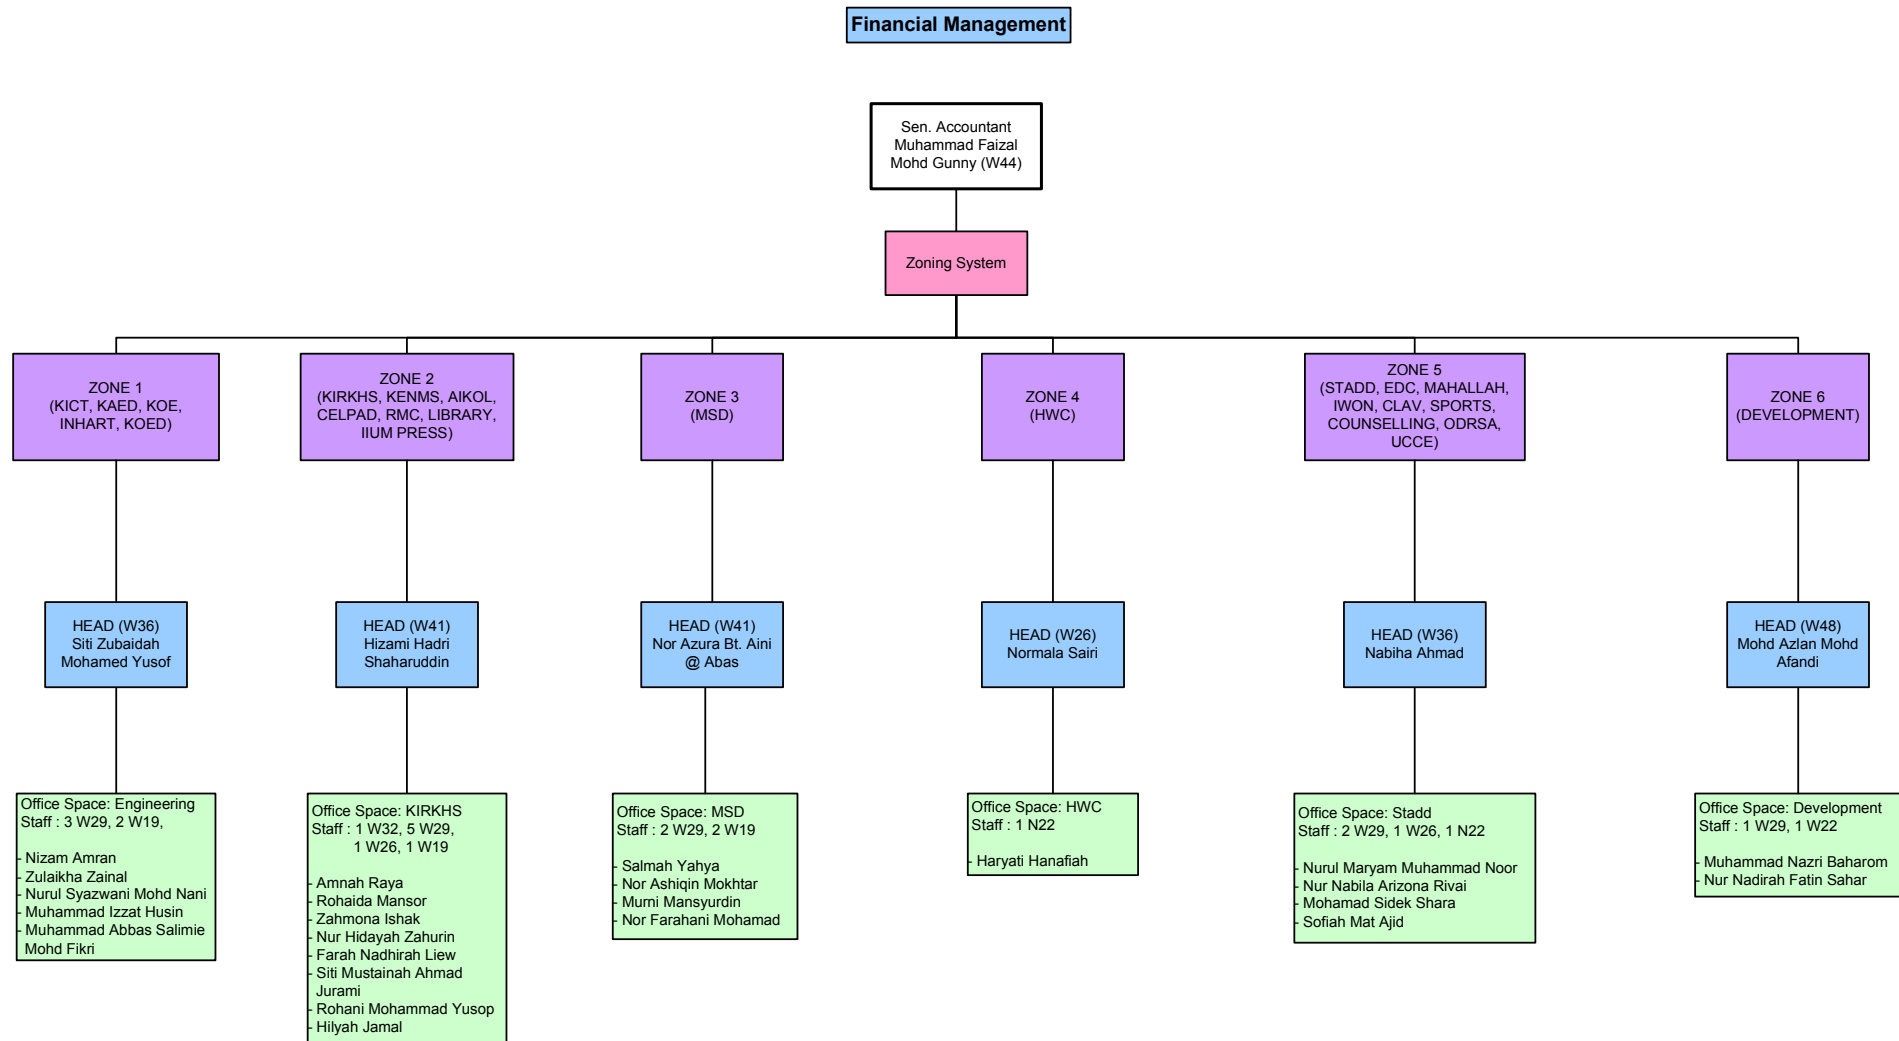 Financial Management
Sen. Accountant
Muhammad Faizal
Mohd Gunny (W44)
Zoning System
ZONE 1
(KICT, KAED, KOE,
INHART, KOED)
ZONE 2
(KIRKHS, KENMS, AIKOL,
CELPAD, RMC, LIBRARY,
IIUM PRESS)
ZONE 3
(MSD)
ZONE 4
(HWC)
ZONE 5
(STADD, EDC, MAHALLAH,
IWON, CLAV, SPORTS,
COUNSELLING, ODRSA,
UCCE)
ZONE 6
(DEVELOPMENT)
HEAD (W36)
Siti Zubaidah
Mohamed Yusof
HEAD (W41)
Hizami Hadri
Shaharuddin
HEAD (W41)
Nor Azura Bt. Aini
@ Abas
HEAD (W26)
Normala Sairi
HEAD (W36)
Nabiha Ahmad
HEAD (W48)
Mohd Azlan Mohd
Afandi
Office Space: Engineering
Staff : 3 W29, 2 W19,
- Nizam Amran
- Zulaikha Zainal
- Nurul Syazwani Mohd Nani
- Muhammad Izzat Husin
- Muhammad Abbas Salimie
Mohd Fikri
Office Space: KIRKHS
Staff : 1 W32, 5 W29,
1 W26, 1 W19
- Amnah Raya
- Rohaida Mansor
- Zahmona Ishak
- Nur Hidayah Zahurin
- Farah Nadhirah Liew
- Siti Mustainah Ahmad
Jurami
- Rohani Mohammad Yusop
- Hilyah Jamal
Office Space: MSD
Staff : 2 W29, 2 W19
- Salmah Yahya
- Nor Ashiqin Mokhtar
- Murni Mansyurdin
- Nor Farahani Mohamad
Office Space: HWC
Staff : 1 N22
- Haryati Hanafiah
Office Space: Stadd
Staff : 2 W29, 1 W26, 1 N22
- Nurul Maryam Muhammad Noor
- Nur Nabila Arizona Rivai
- Mohamad Sidek Shara
- Sofiah Mat Ajid
Office Space: Development
Staff : 1 W29, 1 W22
- Muhammad Nazri Baharom
- Nur Nadirah Fatin Sahar